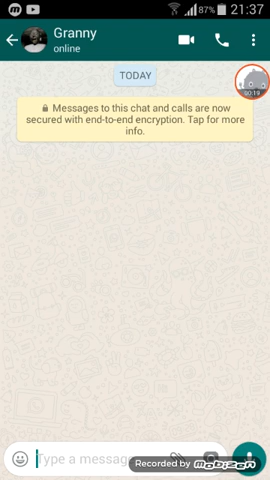 87% 21:37
Granny
online
TODAY
00:19
Messages to this chat and calls are now
secured with end-to-end encryption. Tap for more
info.
Type a message
Recorded by mobizen